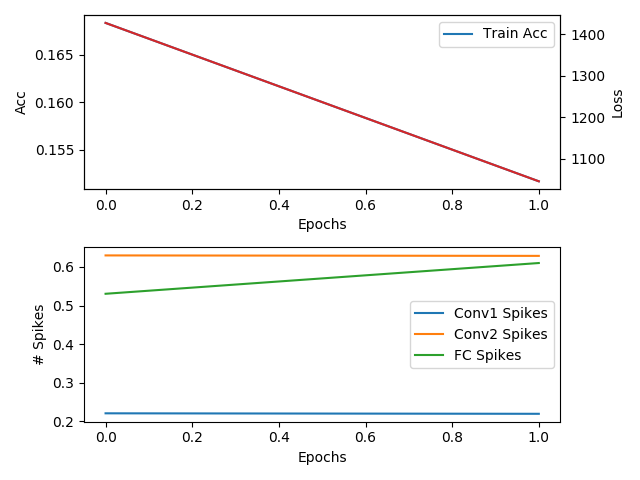 Train Acc
Acc
0.165
0.160
0.155
1400
1300
1200
1100
Loss
0.0 0.2 0.4 0.6 0.8 1.0
Epochs
# Spikes
0.6
0.5
0.4
0.3
0.2
Conv1 Spikes
Conv2 Spikes
FC Spikes
0.0 0.2 0.4 0.6 0.8 1.0
Epochs